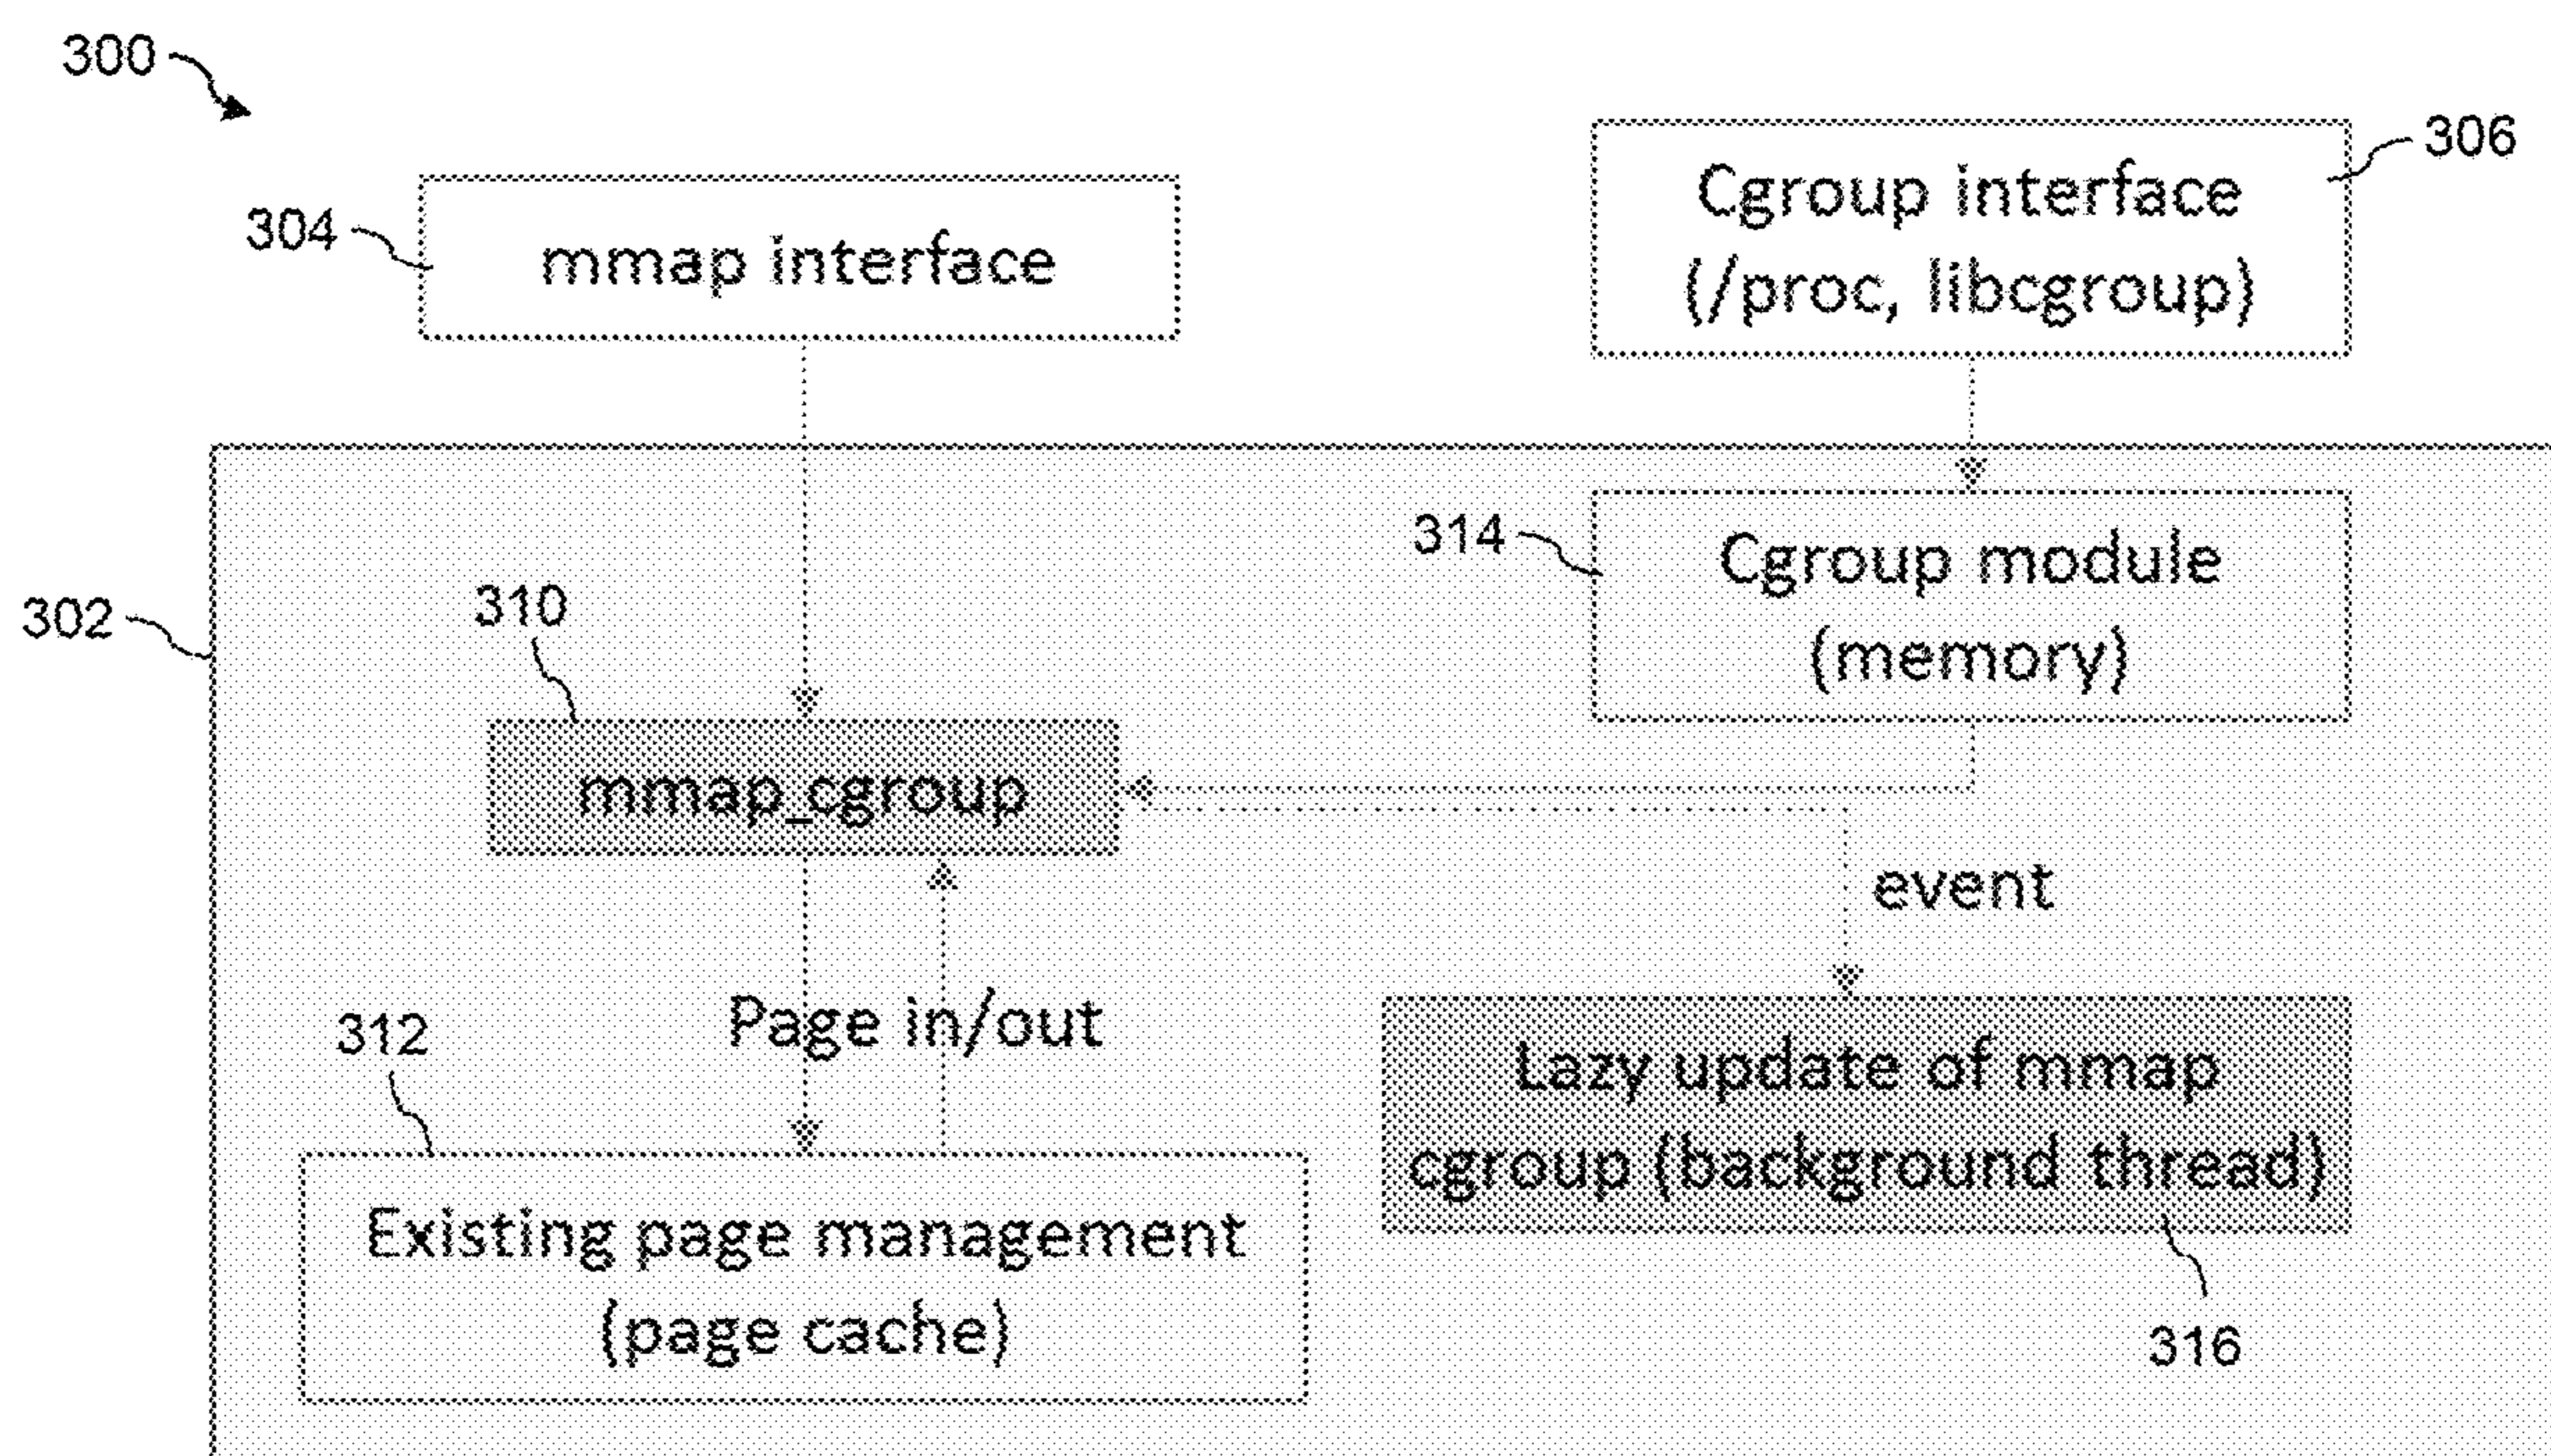 300
306
Cgroup interface
(/proc, libcgroup)
304
mmap interface
314
Cgroup module
(memory)
302
310
mmap_cgroup
event
312
Page in/out
Lazy update of mmap
cgroup (background thread)
Existing page management
(page cache)
316